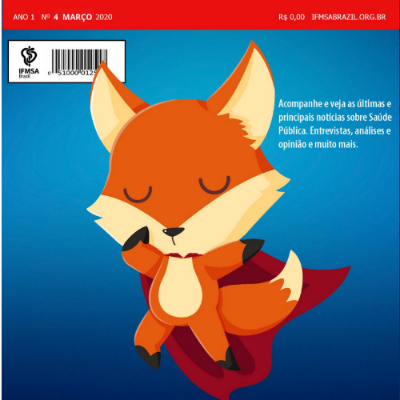 ANO 1 Nº 4 MARÇO 2020 R$ 0,00 IFMSABRAZIL.ORG.BR
IFMSA
Brazil
Acompanhe e veja as últimas e
principais notícias sobre Saúde
Pública. Entrevistas, análises e
opinião e muito mais.